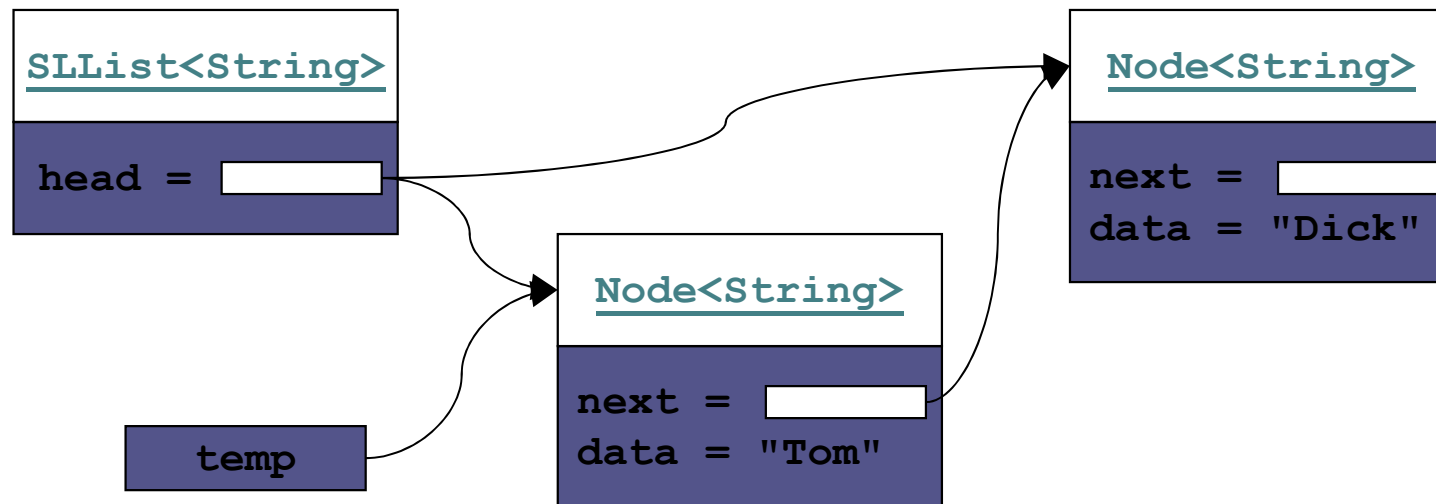 SLList<String>
head =
Node<String>
next =
data = "Dick"
Node<String>
next =
data = "Tom"
temp